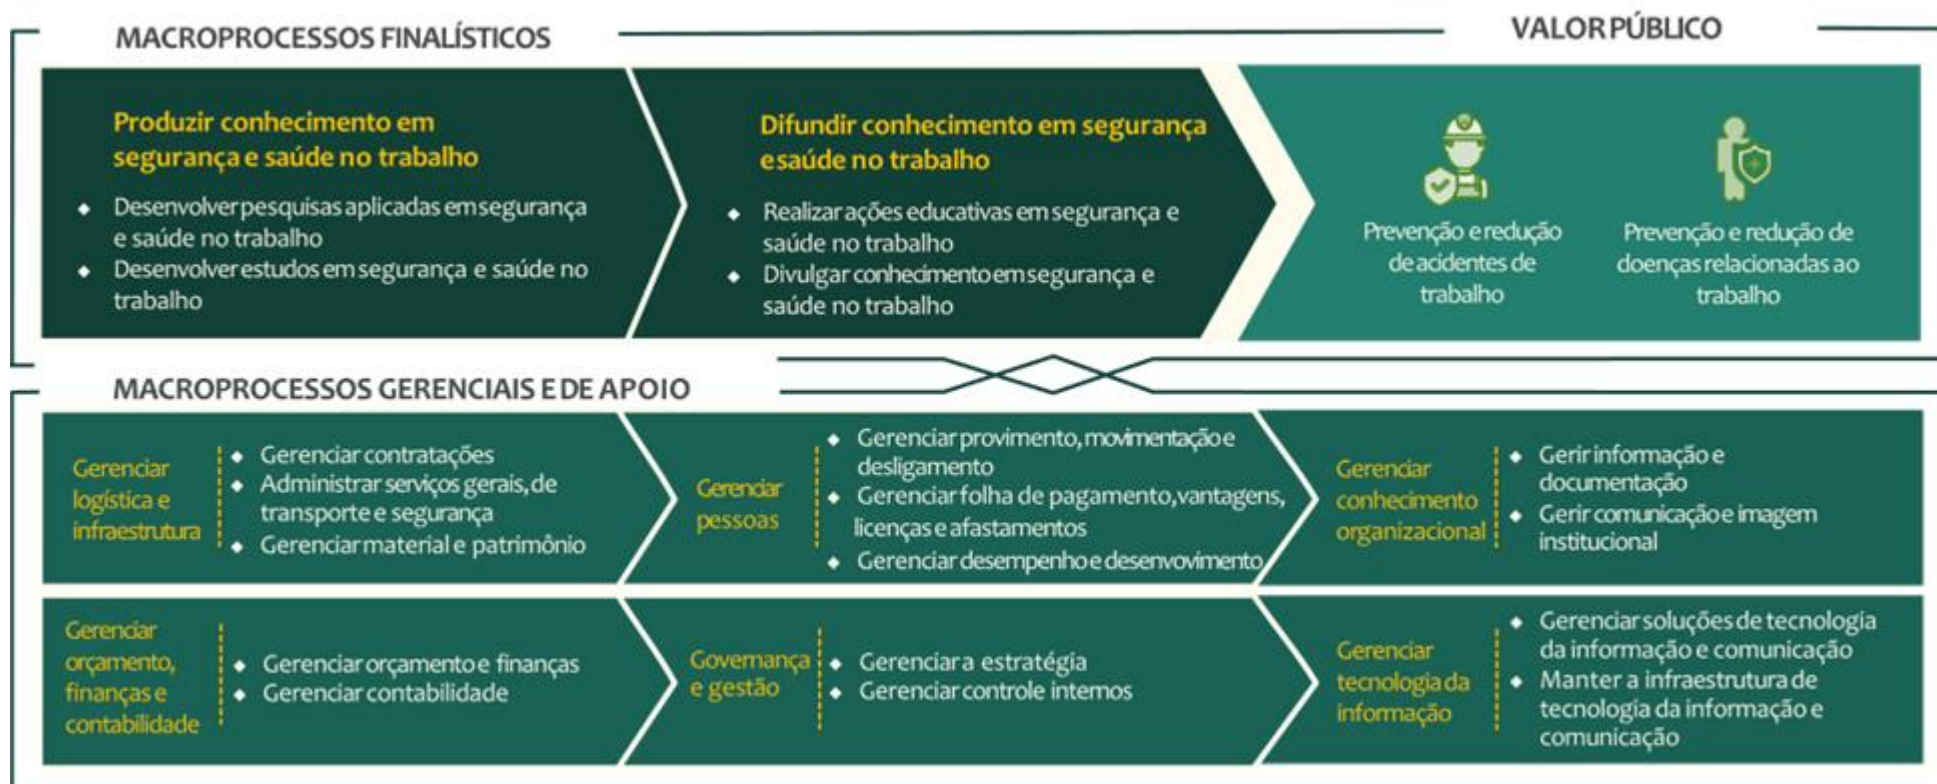 MACROPROCESSOS FINALÍSTICOS
VALOR PÚBLICO
Produzir conhecimento em
segurança e saúde no trabalho
◆ Desenvolver pesquisas aplicadas em segurança
e saúde no trabalho
◆ Desenvolver estudos em segurança e saúde no
trabalho
Difundir conhecimento em segurança
e saúde no trabalho
◆ Realizar ações educativas em segurança e
saúde no trabalho
◆ Divulgar conhecimento em segurança e
saúde no trabalho
Prevenção e redução
de acidentes de
trabalho
Prevenção e redução de
doenças relacionadas ao
trabalho
MACROPROCESSOS GERENCIAIS E DE APOIO
Gerenciar
logística e
infraestrutura
◆ Gerenciar contratações
◆ Administrar serviços gerais, de
transporte e segurança
◆ Gerenciar material e patrimônio
Gerenciar
pessoas
◆ Gerenciar provimento, movimentação e
desligamento
◆ Gerenciar folha de pagamento, vantagens,
licenças e afastamentos
◆ Gerenciar desempenho e desenvovimento
Gerenciar
conhecimento
organizacional
◆ Gerir informação e
documentação
◆ Gerir comunicação e imagem
institucional
Gerenciar
orçamento,
finanças e
contabilidade
◆ Gerenciar orçamento e finanças
◆ Gerenciar contabilidade
Governança
e gestão
◆ Gerenciar a estratégia
◆ Gerenciar controle internos
Gerenciar
tecnologia da
informação
◆ Gerenciar soluções de tecnologia
da informação e comunicação
◆ Manter a infraestrutura de
tecnologia da informação e
comunicação